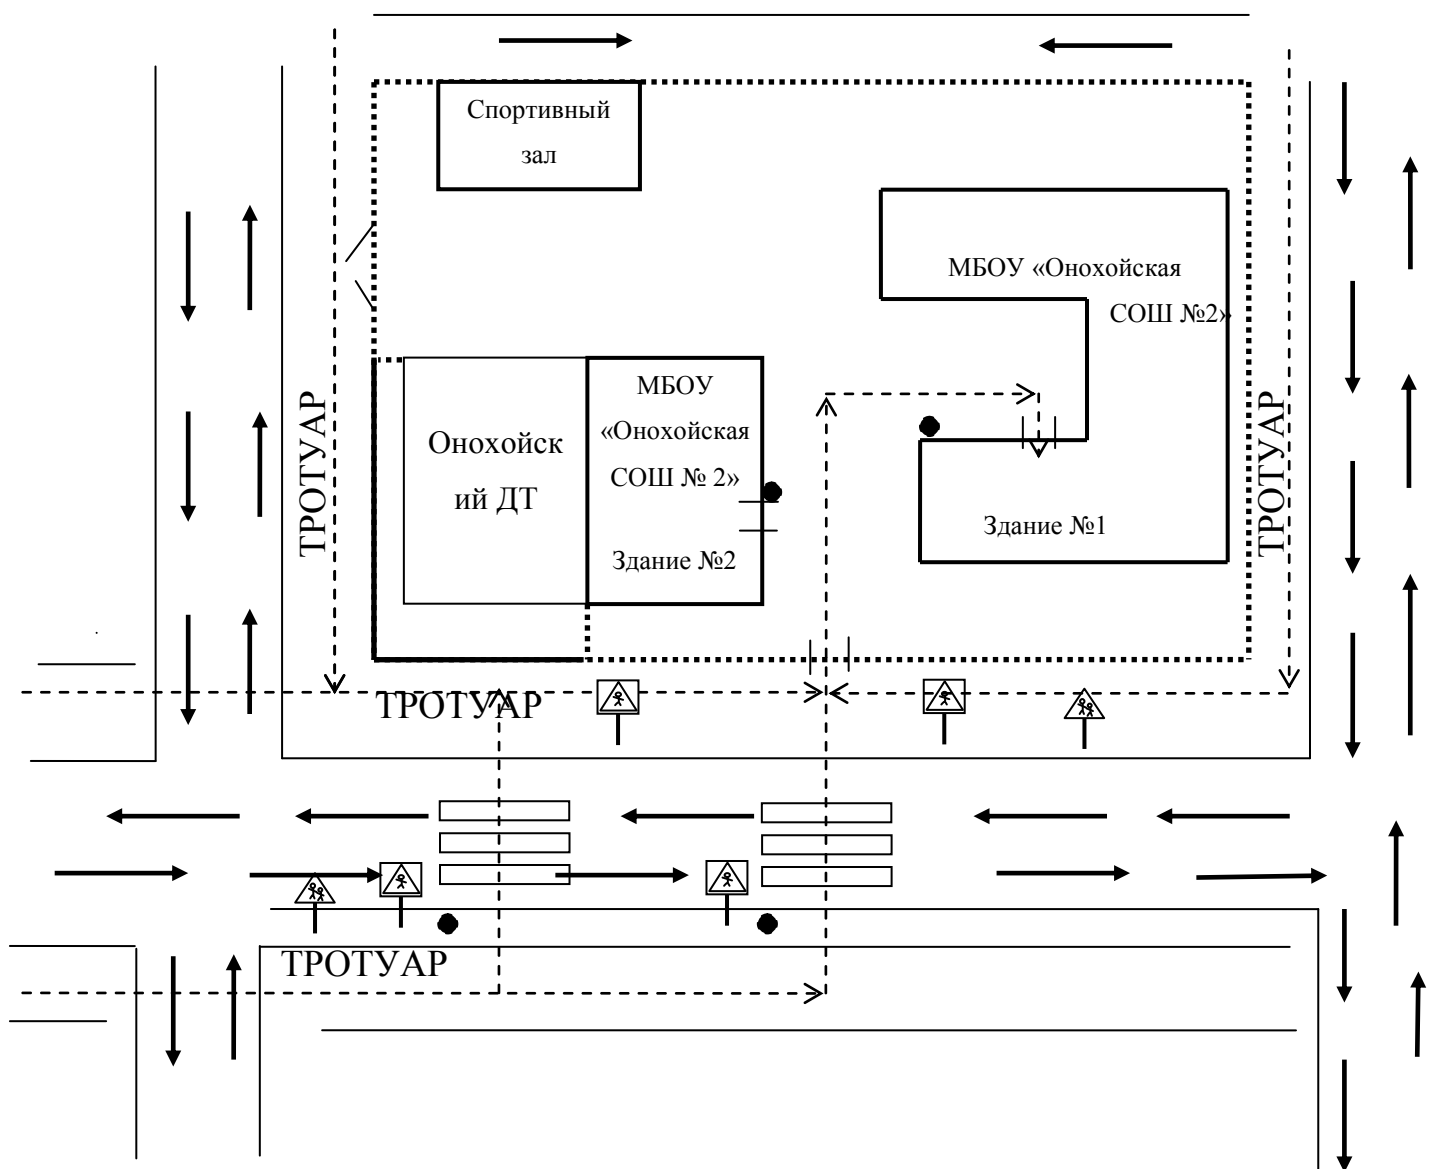 Спортивный
зал
МБОУ «Онохойская
СОШ №2»
МБОУ
«Онохойская
СОШ № 2»
Здание №2
Онохойск
ий ДТ
Здание №1
ТРОТУАР
ТРОТУАР
ТРОТУАР
ТРОТУАР